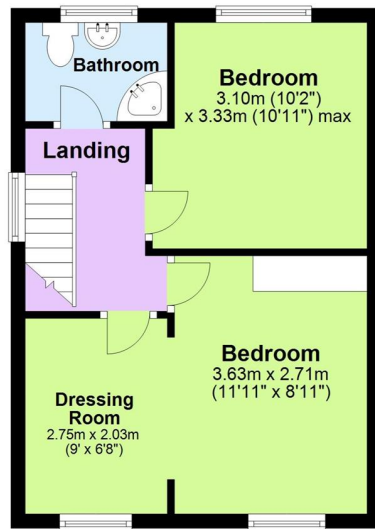 Bathroom
Bedroom
3.10m (10'2")
x 3.33m (10'11") max
Landing
Bedroom
3.63m x 2.71m
(11'11" x 8'11")
Dressing
Room
2.75m x 2.03m
(9' x 6'8")